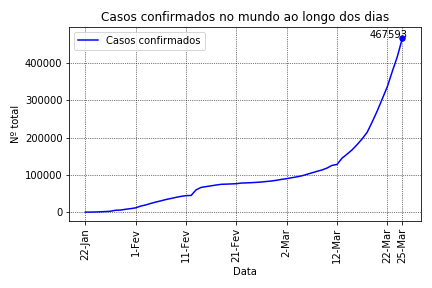 Casos confirmados no mundo ao longo dos dias
Casos confirmados
467593
Nº total
400000
300000
200000
100000
0
22-Jan
1-Fev
11-Fev
21-Fev
2-Mar
12-Mar
22-Mar
25-Mar
Data